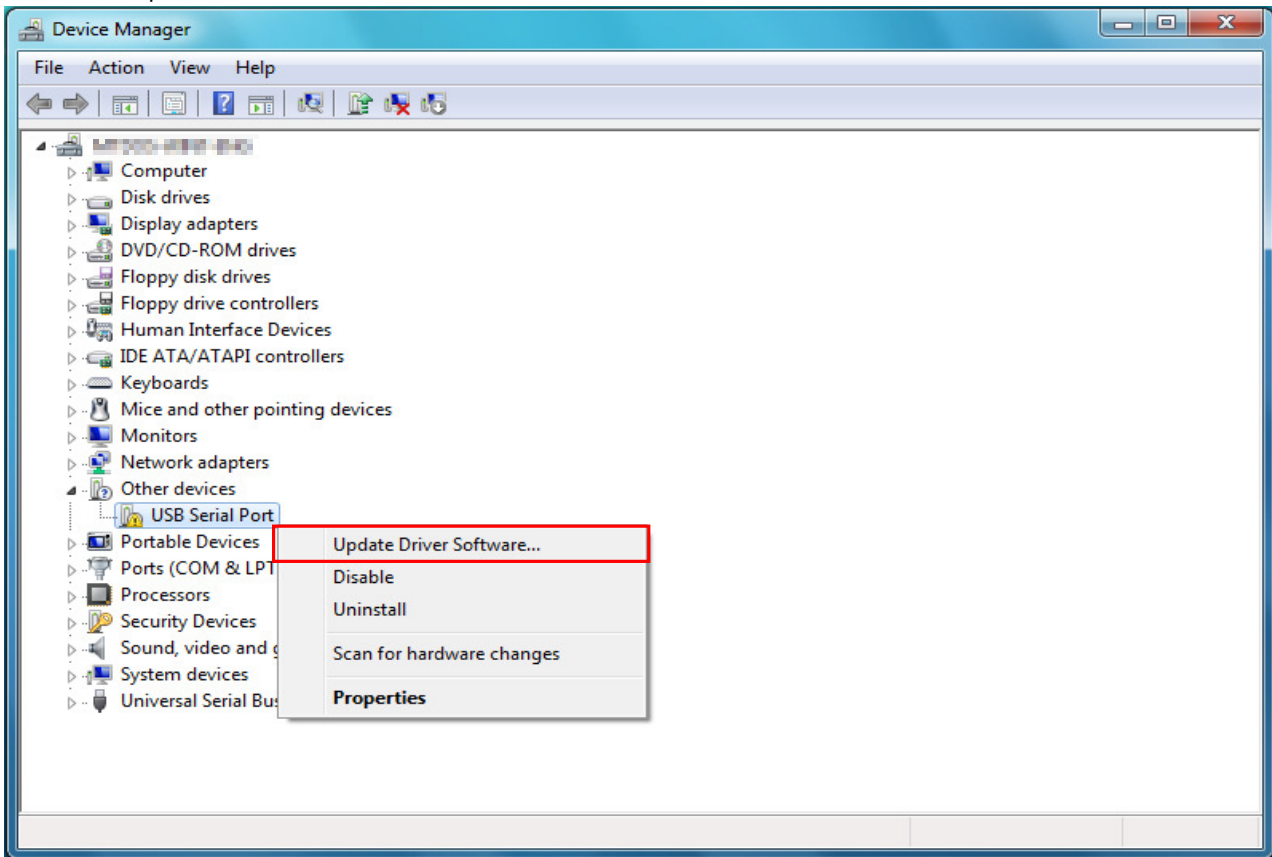 Device Manager
File Action View Help
Computer
Disk drives
Display adapters
DVD/CD-ROM drives
Floppy disk drives
Floppy drive controllers
Human Interface Devices
IDE ATA/ATAPI controllers
Keyboards
Mice and other pointing devices
Monitors
Network adapters
Other devices
USB Serial Port
Portable Devices
Ports (COM & LPT
Processors
Security Devices
Sound, video and
System devices
Universal Serial Bus
Update Driver Software...
Disable
Uninstall
Scan for hardware changes
Properties